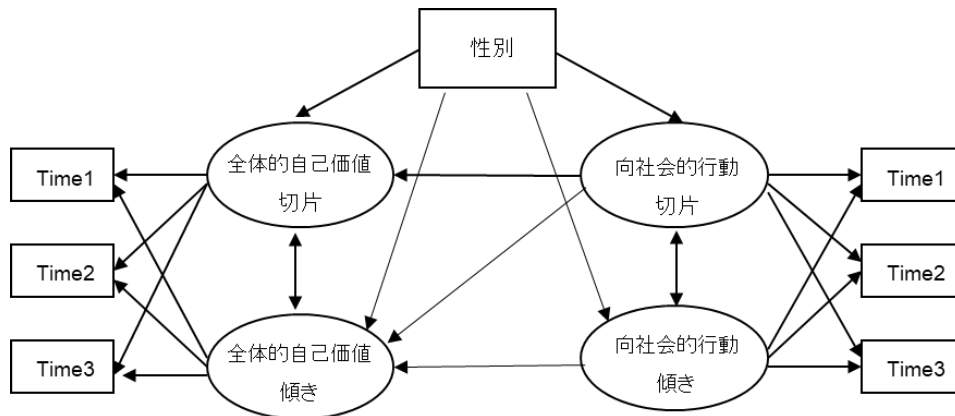 性別
全体的自己価値
切片
向社会的行動
切片
Time1
Time1
Time2
Time2
全体的自己価値
傾き
向社会的行動
傾き
Time3
Time3